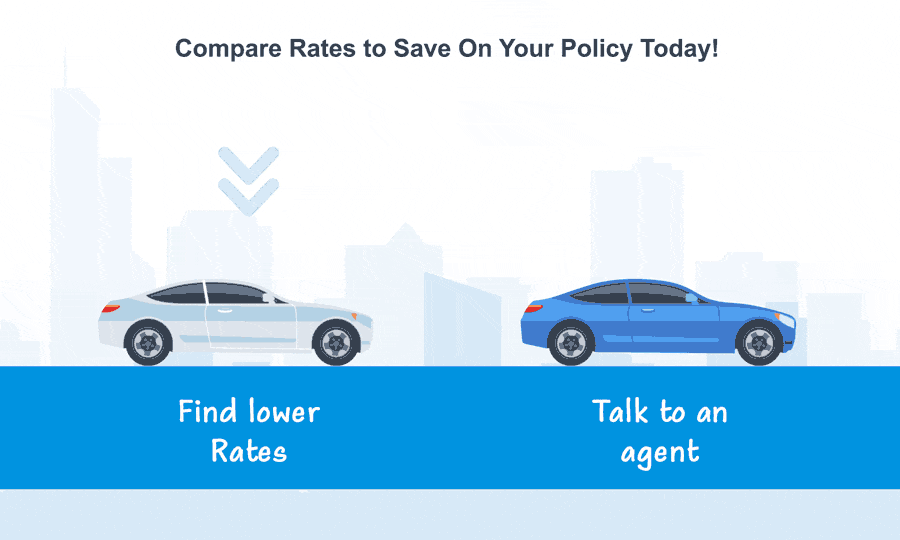 Compare Rates to Save On Your Policy Today!
Find lower
Rates
Talk to an
agent